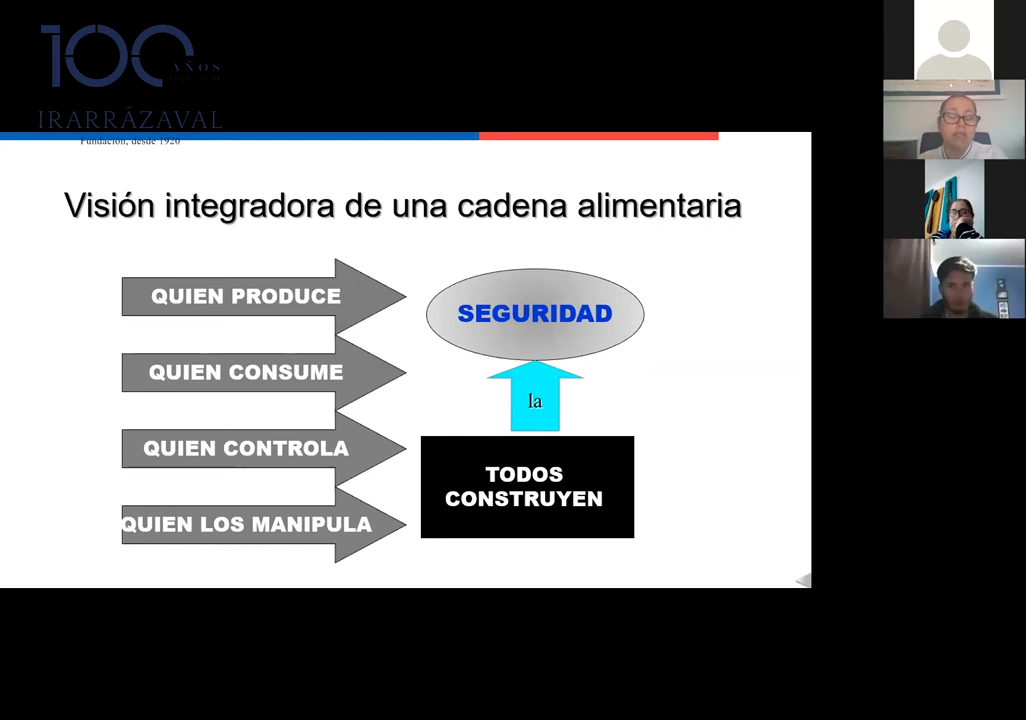 100
AÑOS
IRARRÁZAVAL
Fundación, desde 1920
Visión integradora de una cadena alimentaria
QUIEN PRODUCE
QUIEN CONSUME
QUIEN CONTROLA
QUIEN LOS MANIPULA
SEGURIDAD
la
TODOS
CONSTRUYEN